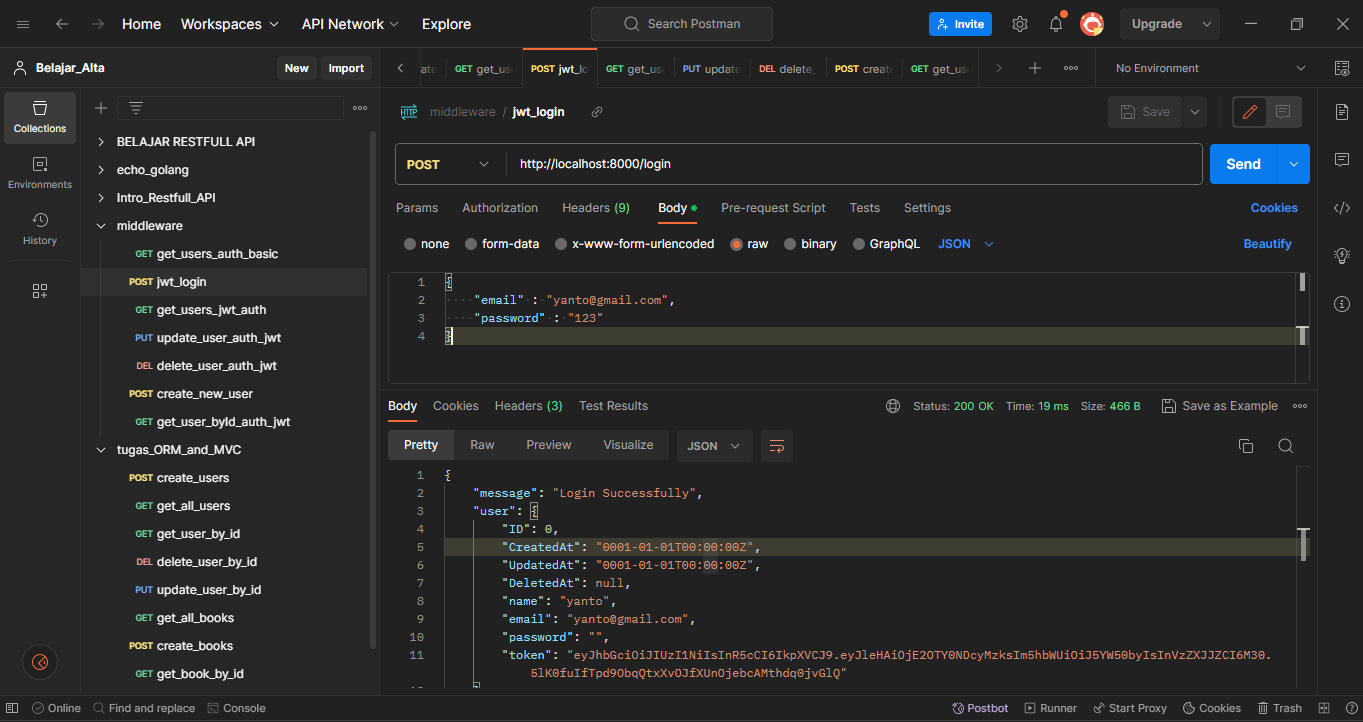 Home Workspaces API Network Explore Search Postman Invite Upgrade
Belajar_Alta New Import
GET get_us POST jwt_lo GET get_us PUT update DEL delete_ POST creat GET get_us No Environment
Collections
Environments
History
BELAJAR RESTFULL API
echo_golang
Intro_Restfull_API
middleware
GET get_users_auth_basic
POST jwt_login
GET get_users_jwt_auth
PUT update_user_auth_jwt
DEL delete_user_auth_jwt
POST create_new_user
GET get_user_byId_auth_jwt
tugas_ORM_and_MVC
POST create_users
GET get_all_users
GET get_user_by_id
DEL delete_user_by_id
PUT update_user_by_id
GET get_all_books
POST create_books
GET get_book_by_id
HTTP middleware / jwt_login Save
POST http://localhost:8000/login Send
Params Authorization Headers (9) Body Pre-request Script Tests Settings Cookies
none form-data x-www-form-urlencoded raw binary GraphQL JSON Beautify
1 {
2 "email" : "yanto@gmail.com",
3 "password" : "123"
4 }
Body Cookies Headers (3) Test Results Status: 200 OK Time: 19 ms Size: 466 B Save as Example
Pretty Raw Preview Visualize JSON
1 {
2 "message": "Login Successfully",
3 "user": {
4 "ID": 0,
5 "CreatedAt": "0001-01-01T00:00:00Z",
6 "UpdatedAt": "0001-01-01T00:00:00Z",
7 "DeletedAt": null,
8 "name": "yanto",
9 "email": "yanto@gmail.com",
10 "password": "",
11 "token": "eyJhbGciOiJIUzI1NiIsInR5cCI6IkpXVCJ9.eyJleHAiOjE2OTY0NDcyMzksIm5hbWUiOiJ5YW50byIsInVzZXJJZCI6M30.
5lK0fuIfTpd9ObqQtxXvOJfXUnOjebcAMthdq0jvGlQ"
Online Find and replace Console Postbot Runner Start Proxy Cookies Trash